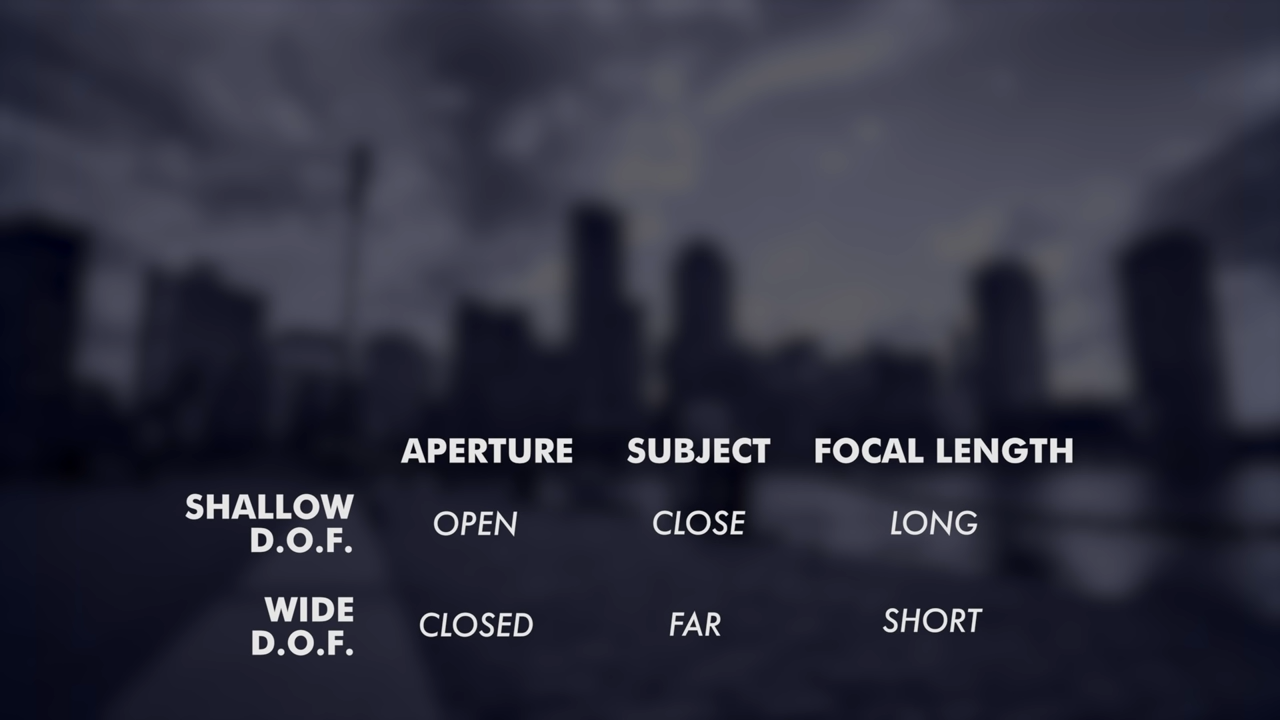 APERTURE SUBJECT FOCAL LENGTH
SHALLOW
D.O.F. OPEN CLOSE LONG
WIDE
D.O.F. CLOSED FAR SHORT